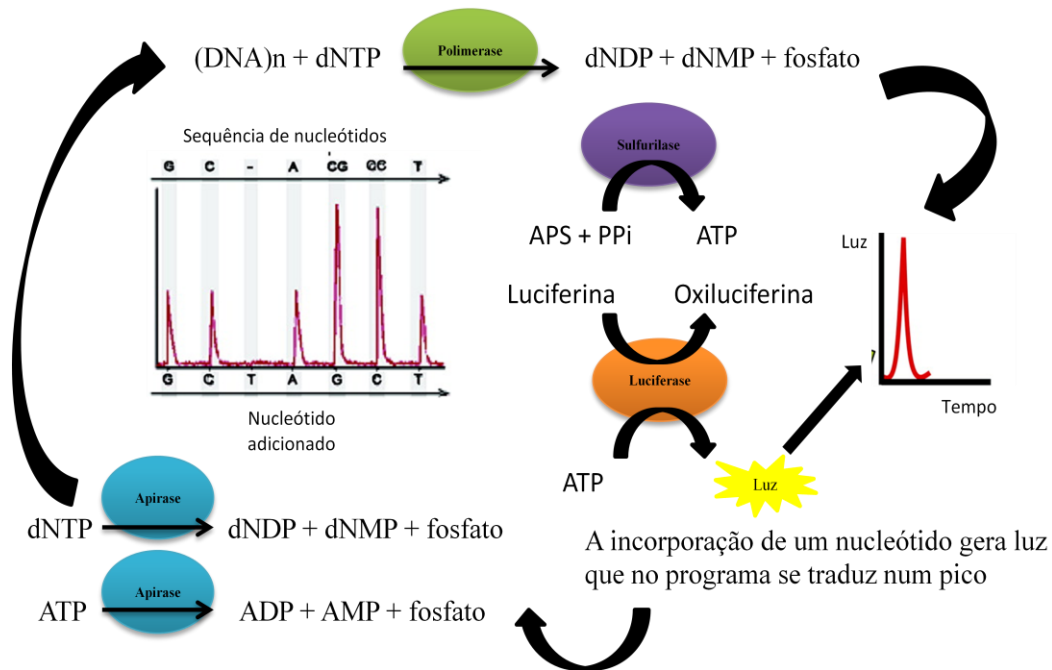 (DNA)n + dNTP
Polimerase
dNDP + dNMP + fosfato
Sequência de nucleótidos
G C - A CG CC T
G C T A G C T
Nucleótido
adicionado
Sulfurilase
APS + PPi
ATP
Luciferina
Oxiluciferina
Luciferase
ATP
Luz
Luz
Tempo
A incorporação de um nucleótido gera luz
que no programa se traduz num pico
Apirase
dNTP
dNDP + dNMP + fosfato
Apirase
ATP
ADP + AMP + fosfato